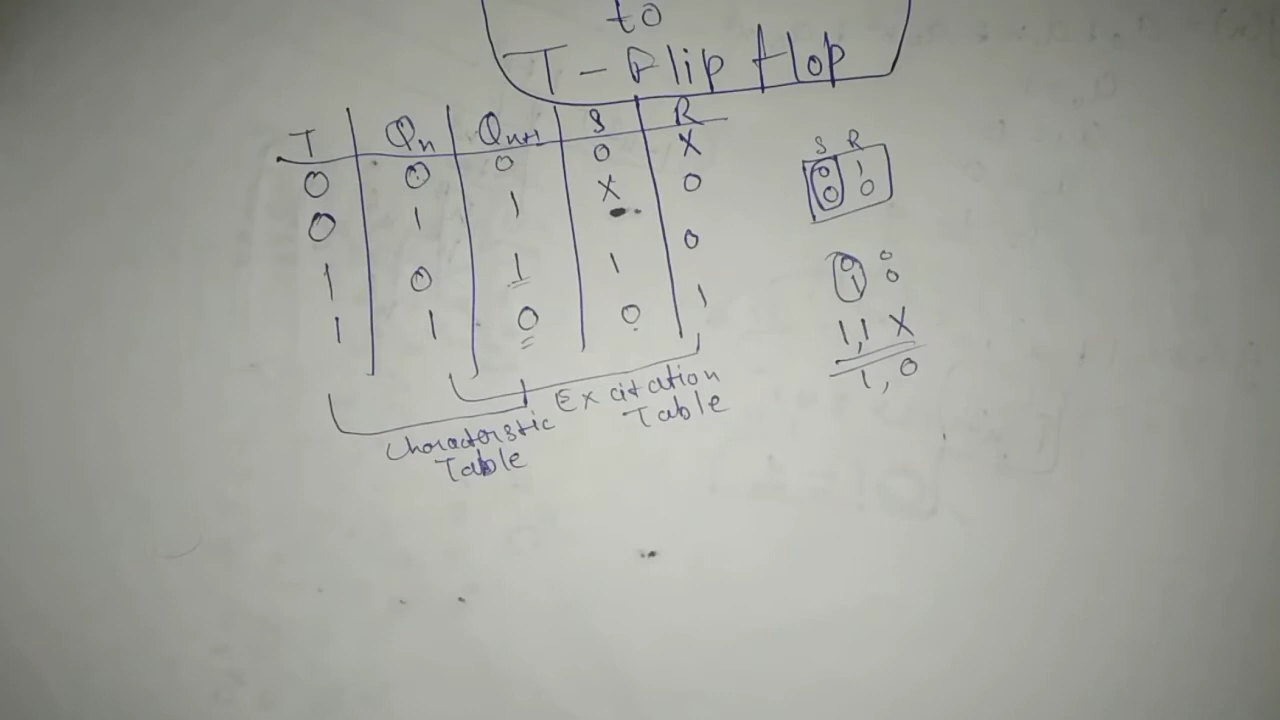 to
T - Flip flop
T Qn Qn+1 S R
0 0 0 0 X
0 1 1 X 0
1 0 1 1 0
1 1 0 0 1
Excitation
Table
Characterstic
Table
S R
0 1
0 0
0 0
1 0
1,1 X
1, 0